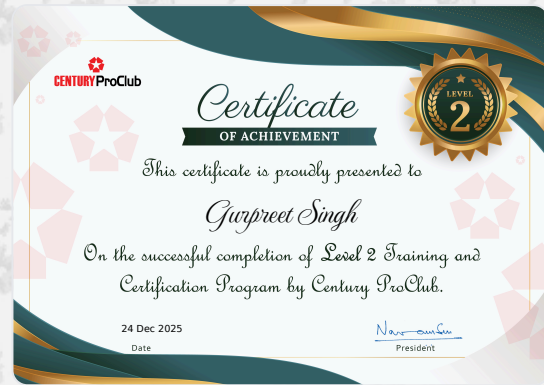 CENTURY ProClub
LEVEL
2
Certificate
OF ACHIEVEMENT
This certificate is proudly presented to
Gurpreet Singh
On the successful completion of Level 2 Training and
Certification Program by Century ProClub.
24 Dec 2025
Date
President